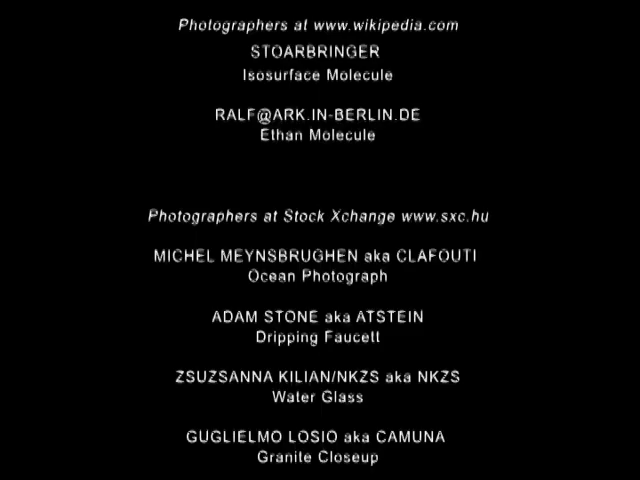 Photographers at www.wikipedia.com
STOARBRINGER
Isosurface Molecule
RALF@ARK.IN-BERLIN.DE
Ethan Molecule
Photographers at Stock Xchange www.sxc.hu
MICHEL MEYNSBRUGHEN aka CLAFOUTI
Ocean Photograph
ADAM STONE aka ATSTEIN
Dripping Faucett
ZSUZSANNA KILIAN/NKZS aka NKZS
Water Glass
GUGLIELMO LOSIO aka CAMUNA
Granite Closeup